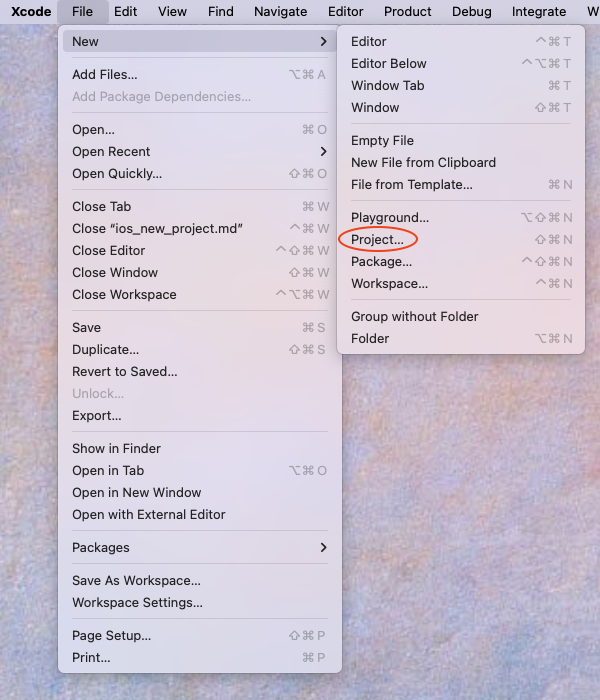 Xcode File Edit View Find Navigate Editor Product Debug Integrate W
New
Add Files... ⌥⌘A
Add Package Dependencies...
Open... ⌘O
Open Recent
Open Quickly... ⇧⌘O
Close Tab ⌘W
Close “ios_new_project.md” ^⌘W
Close Editor ^⇧⌘W
Close Window ⇧⌘W
Close Workspace ^⌥⌘W
Save ⌘S
Duplicate... ⇧⌘S
Revert to Saved...
Unlock...
Export...
Show in Finder
Open in Tab ⌥⌘O
Open in New Window
Open with External Editor
Packages
Save As Workspace...
Workspace Settings...
Page Setup... ⇧⌘P
Print... ⌘P
Editor ^⌘T
Editor Below ^⌥⌘T
Window Tab ⌘T
Window ⇧⌘T
Empty File
New File from Clipboard
File from Template... ⌘N
Playground... ⌥⇧⌘N
Project... ⇧⌘N
Package... ^⇧⌘N
Workspace... ^⌘N
Group without Folder
Folder ⌥⌘N